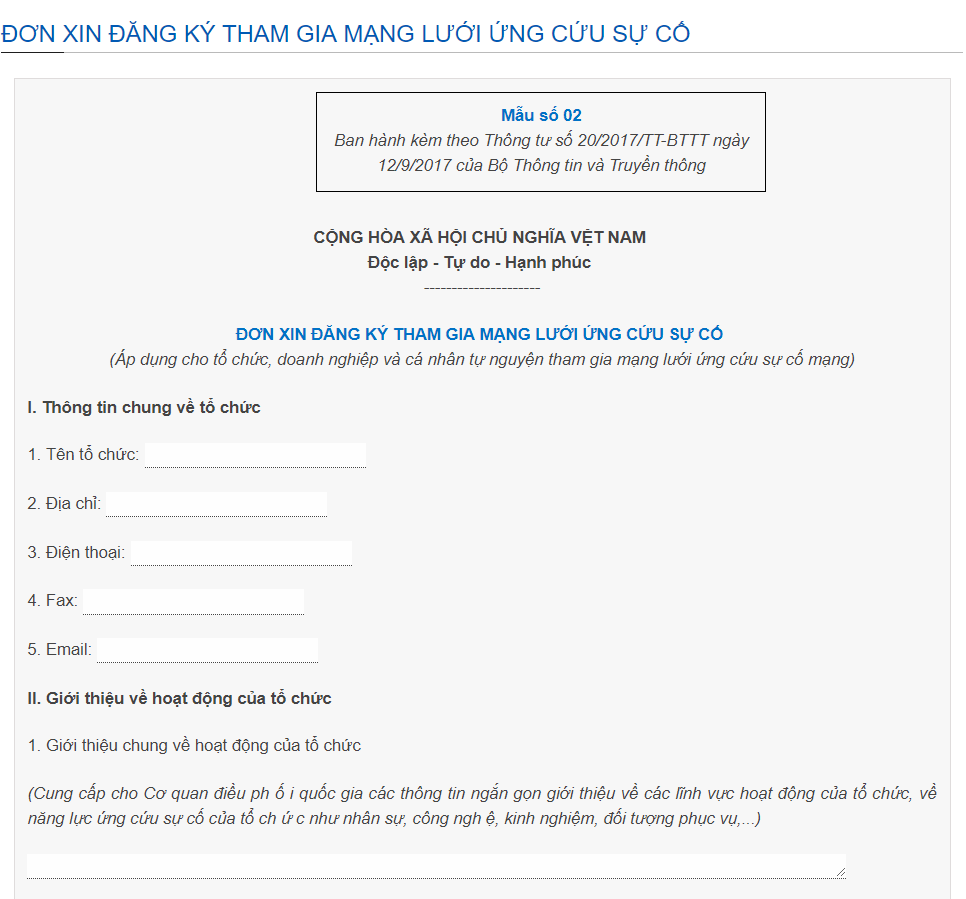 ĐƠN XIN ĐĂNG KÝ THAM GIA MẠNG LƯỚI ỨNG CỨU SỰ CỐ
Mẫu số 02
Ban hành kèm theo Thông tư số 20/2017/TT-BTTT ngày
12/9/2017 của Bộ Thông tin và Truyền thông
CỘNG HÒA XÃ HỘI CHỦ NGHĨA VỆT NAM
Độc lập - Tự do - Hạnh phúc
---------------------
ĐƠN XIN ĐĂNG KÝ THAM GIA MẠNG LƯỚI ỨNG CỨU SỰ CỐ
(Áp dụng cho tổ chức, doanh nghiệp và cá nhân tự nguyện tham gia mạng lưới ứng cứu sự cố mạng)
I. Thông tin chung về tổ chức
1. Tên tổ chức:
2. Địa chỉ:
3. Điện thoại:
4. Fax:
5. Email:
II. Giới thiệu về hoạt động của tổ chức
1. Giới thiệu chung về hoạt động của tổ chức
(Cung cấp cho Cơ quan điều ph ố i quốc gia các thông tin ngắn gọn giới thiệu về các lĩnh vực hoạt động của tổ chức, về
năng lực ứng cứu sự cố của tổ ch ứ c như nhân sự, công ngh ệ, kinh nghiệm, đối tượng phục vụ,...)